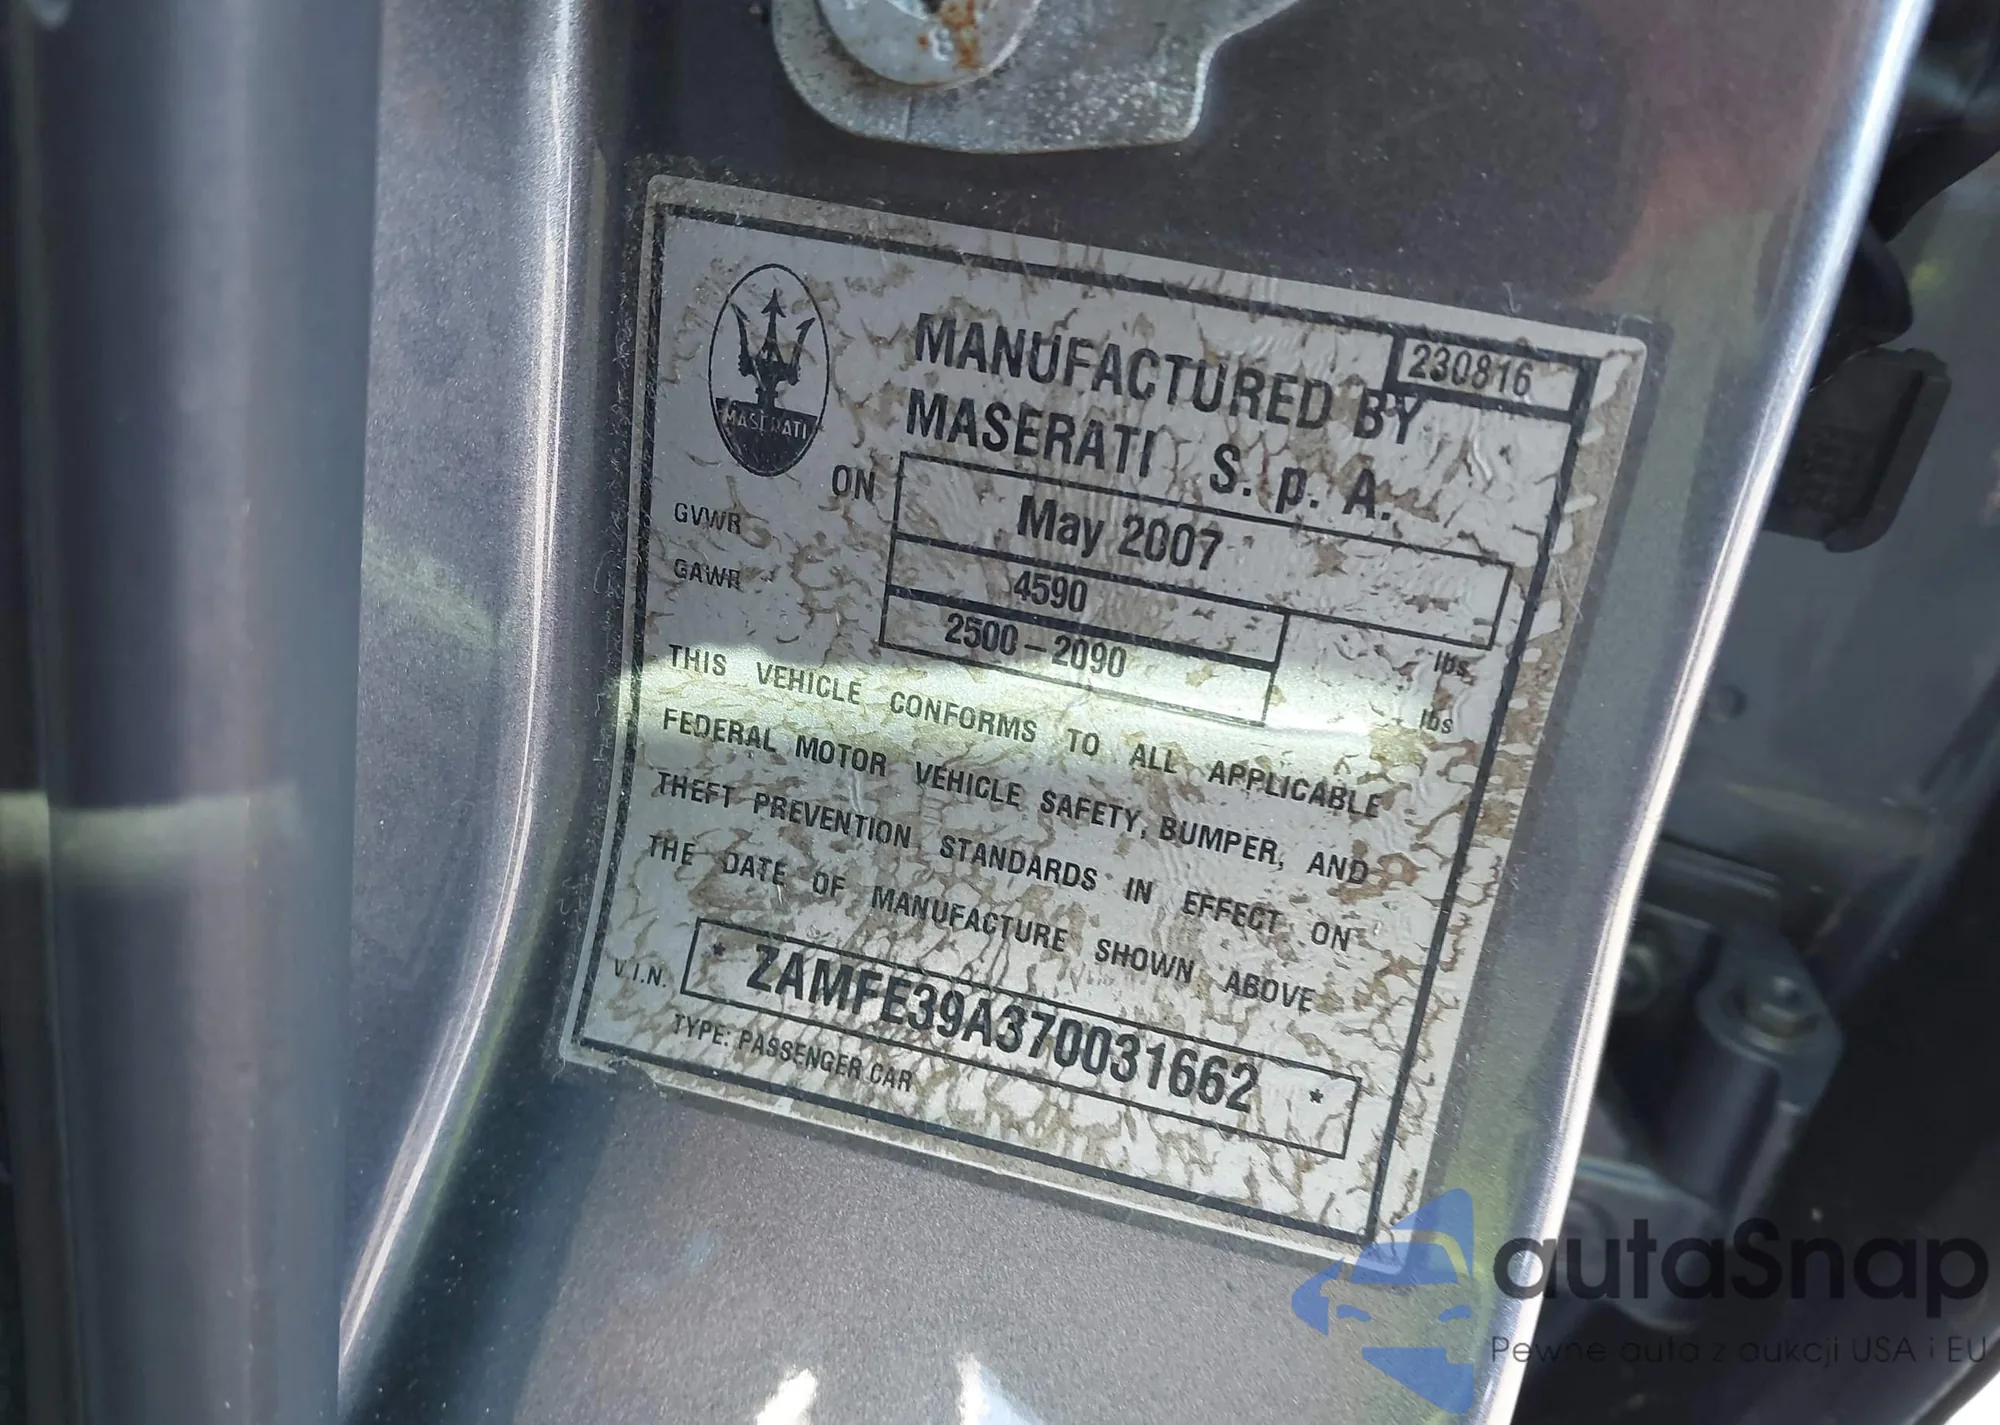 230816
MANUFACTURED BY
MASERATI S. p. A.
MASERATI
ON May 2007
GVWR 4590 lbs
GAWR 2500-2090 lbs
THIS VEHICLE CONFORMS TO ALL APPLICABLE
FEDERAL MOTOR VEHICLE SAFETY, BUMPER, AND
THEFT PREVENTION STANDARDS IN EFFECT ON
THE DATE OF MANUFACTURE SHOWN ABOVE
V.I.N. * ZAMFE39A370031662 *
TYPE: PASSENGER CAR
autaSnap
Pewne auta z aukcji USA i EU